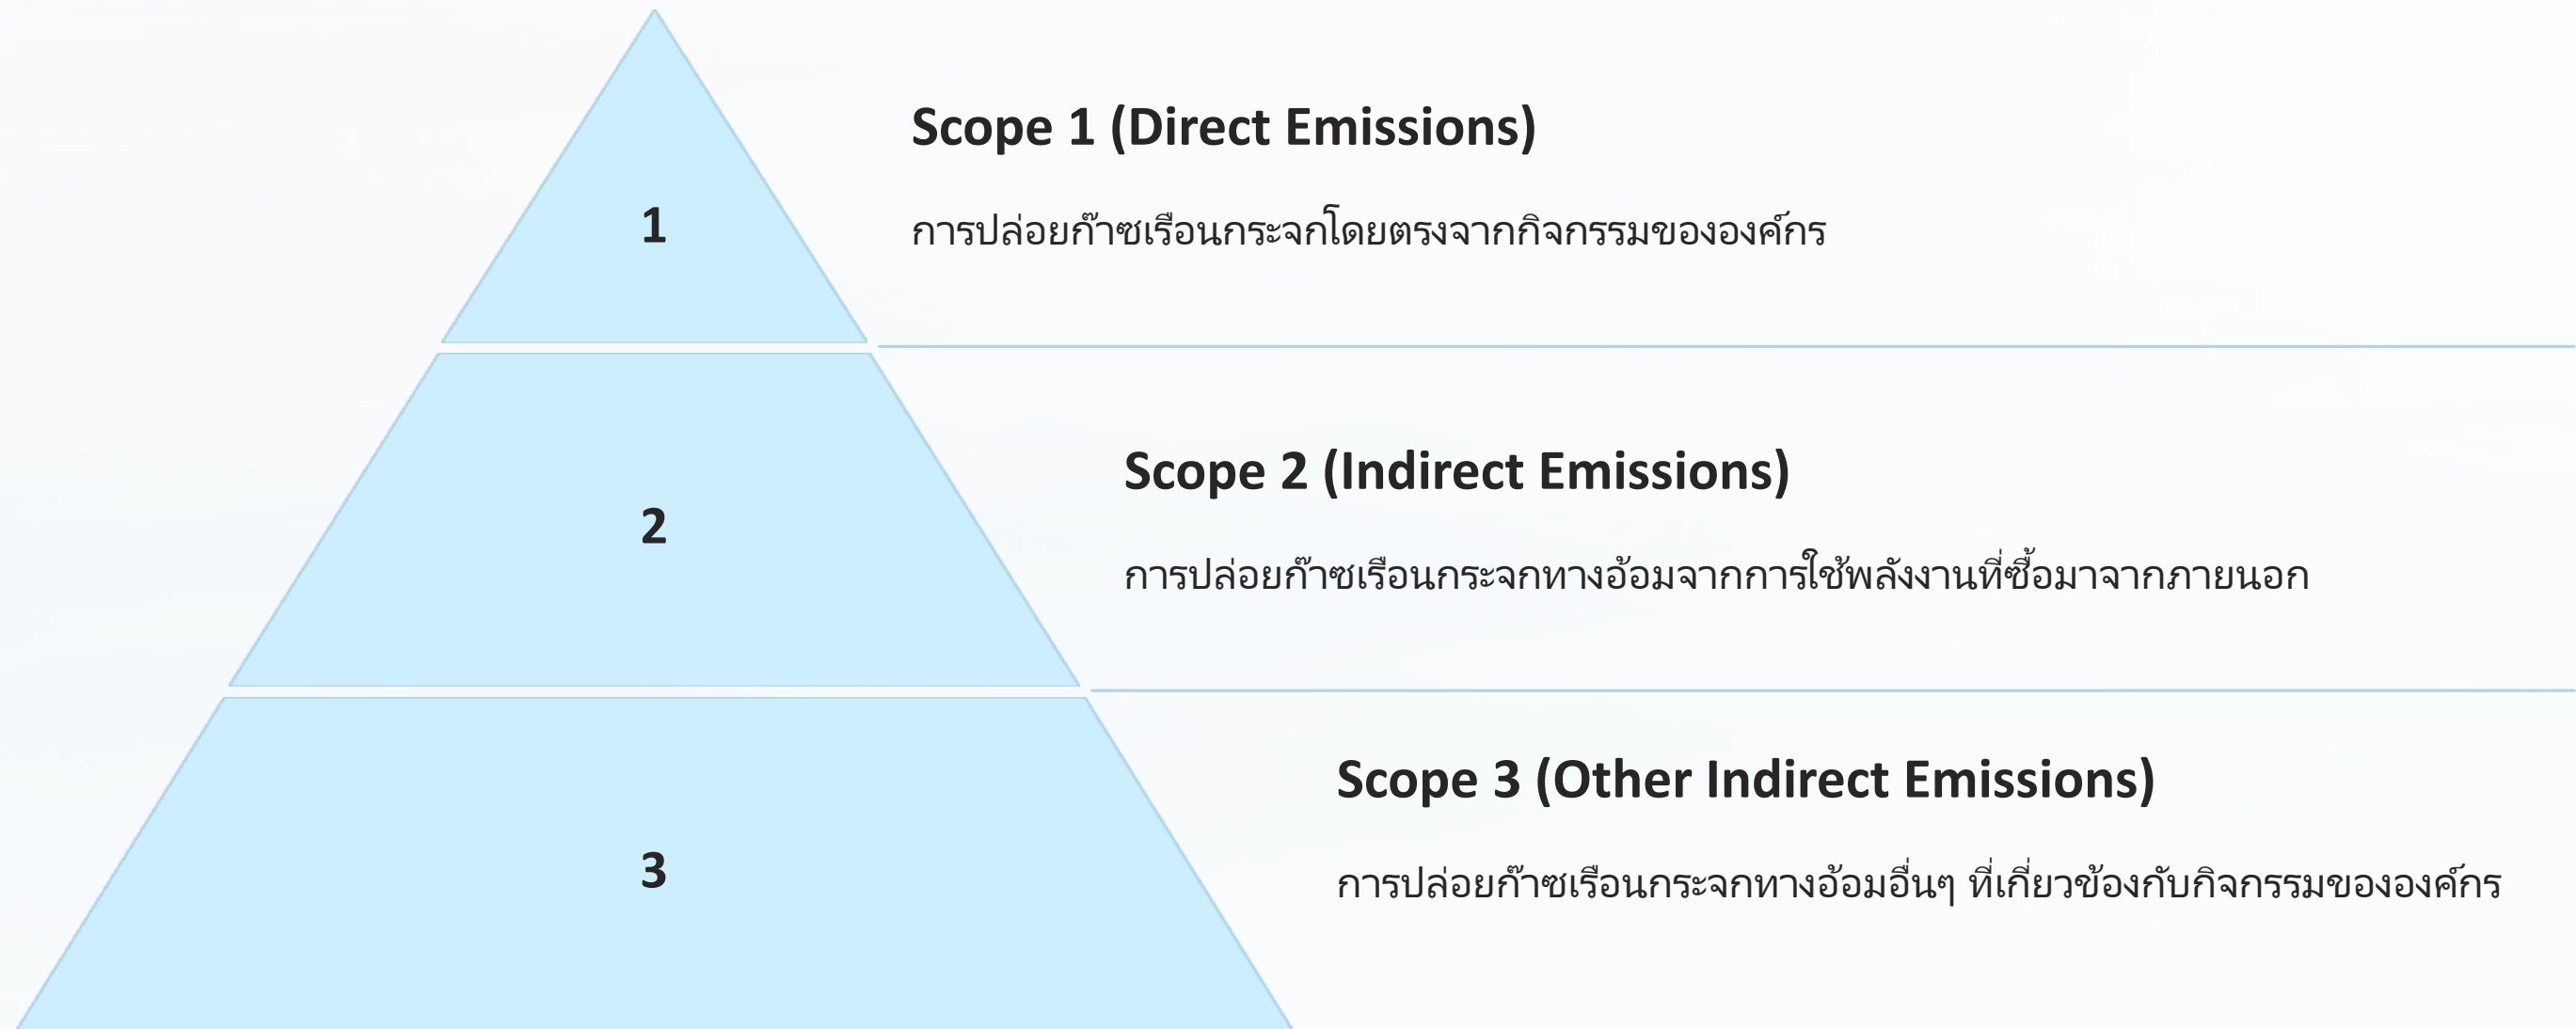 1
Scope 1 (Direct Emissions)
การปล่อยก๊าซเรือนกระจกโดยตรงจากกิจกรรมขององค์กร
2
Scope 2 (Indirect Emissions)
การปล่อยก๊าซเรือนกระจกทางอ้อมจากการใช้พลังงานที่ซื้อมาจากภายนอก
3
Scope 3 (Other Indirect Emissions)
การปล่อยก๊าซเรือนกระจกทางอ้อมอื่นๆ ที่เกี่ยวข้องกับกิจกรรมขององค์กร